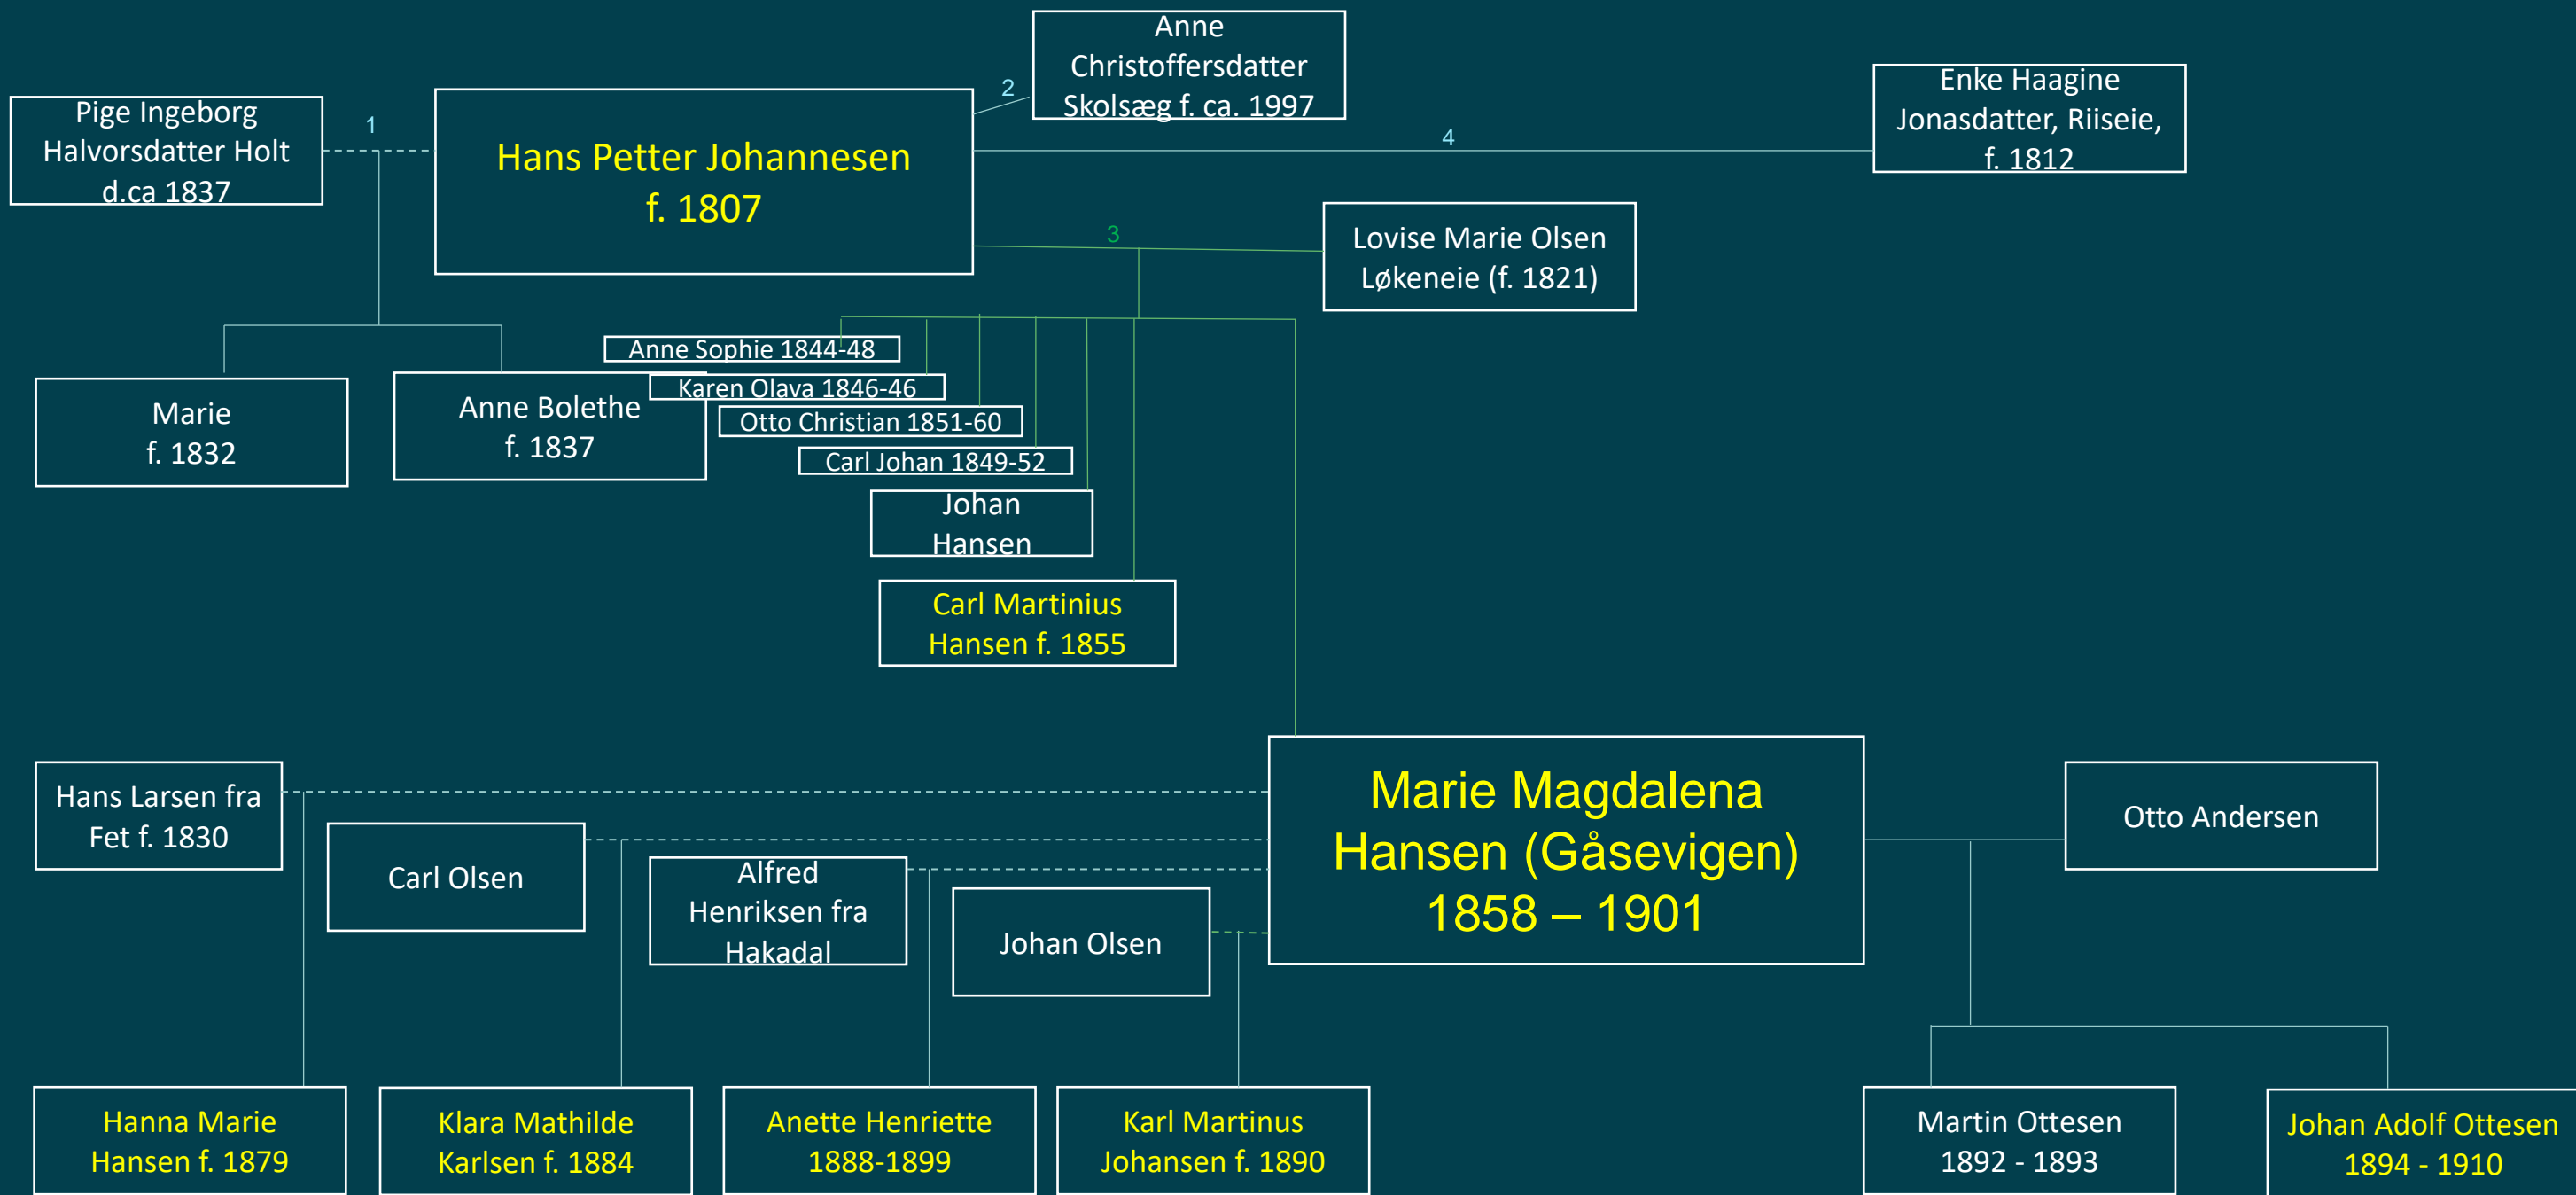 Anne
Christoffersdatter
Skolsæg f. ca. 1997
2
Pige Ingeborg
Halvorsdatter Holt
d.ca 1837
1
Hans Petter Johannesen
f. 1807
4
Enke Haagine
Jonasdatter, Riiseie,
f. 1812
3
Lovise Marie Olsen
Løkeneie (f. 1821)
Marie
f. 1832
Anne Bolethe
f. 1837
Anne Sophie 1844-48
Karen Olava 1846-46
Otto Christian 1851-60
Carl Johan 1849-52
Johan
Hansen
Carl Martinius
Hansen f. 1855
Hans Larsen fra
Fet f. 1830
Carl Olsen
Alfred
Henriksen fra
Hakadal
Johan Olsen
Marie Magdalena
Hansen (Gåsevigen)
1858 – 1901
Otto Andersen
Hanna Marie
Hansen f. 1879
Klara Mathilde
Karlsen f. 1884
Anette Henriette
1888-1899
Karl Martinus
Johansen f. 1890
Martin Ottesen
1892 - 1893
Johan Adolf Ottesen
1894 - 1910